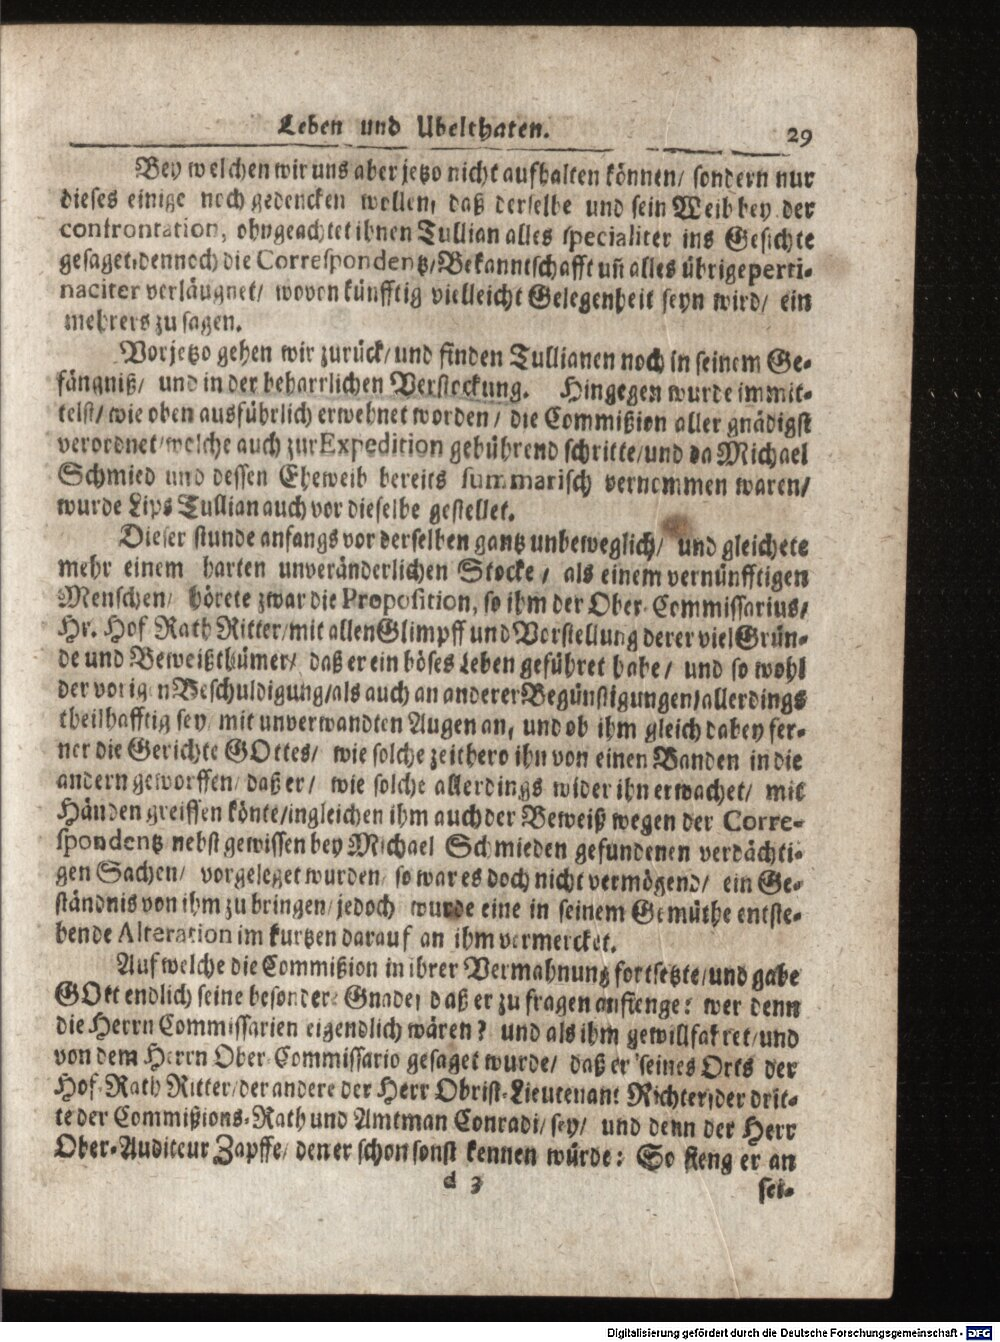 Leben und Ubelthaten. 29
Bey welchen wir uns aber jetzo nicht aufhalten können/ sondern nur
dieses einige noch gedencken wollen, daß derselbe und sein Weib bey der
confrontation, ohngeachtet ihnen Tullian alles specialiter ins Gesichte
gesaget, dennoch die Correspondentz/ Bekanntschafft uñ alles übrige perti-
naciter verläugnet/ wovon künfftig vielleicht Gelegenheit seyn wird/ ein
mehrers zu sagen.
Vorjetzo gehen wir zurück/ und finden Tullianen noch in seinem Ge-
fängniß/ und in der beharrlichen Verstockung. Hingegen wurde immit-
telst/ wie oben ausführlich erwehnet worden/ die Commißion aller gnädigst
verordnet/ welche auch zur Expedition gebührend schritte/ und da Michael
Schmied und dessen Eheweib bereits summarisch vernommen waren/
wurde Lips Tullian auch vor dieselbe gestellet.
Dieser stunde anfangs vor derselben gantz unbeweglich/ und gleichete
mehr einem harten unveränderlichen Stocke/ als einem vernünfftigen
Menschen/ hörete zwar die Proposition, so ihm der Ober-Commissarius/
Hr. Hof Rath Ritter/ mit allen Glimpff und Vorstellung derer viel Grün-
de und Beweißthümer/ daß er ein böses Leben geführet habe/ und so wohl
der vorigen Beschuldigung/ als auch an anderer Begünstigungen/ allerdings
theilhafftig sey/ mit unverwandten Augen an, und ob ihm gleich dabey fer-
ner die Gerichte GOttes/ wie solche zeithero ihn von einen Banden in die
andern geworffen/ daß er/ wie solche allerdings wider ihn erwachet/ mit
Händen greiffen könte/ ingleichen ihm auch der Beweiß wegen der Corre-
spondentz nebst gewissen bey Michael Schmieden gefundenen verdächti-
gen Sachen/ vorgeleget wurden/ so war es doch nicht vermögend/ ein Ge-
ständnis von ihm zu bringen/ jedoch wurde eine in seinem Gemüthe entste-
hende Alteration im kurtzen darauf an ihm vermercket.
Auf welche die Commißion in ihrer Vermahnung fortsetzte/ und gabe
GOtt endlich seine besondere Gnade, daß er zu fragen anffenge: wer denn
die Herrn Commissarien eigendlich wären? und als ihm gewillfahret/ und
von dem Herrn Ober-Commissario gesaget wurde/ daß er seines Orts der
Hof-Rath Ritter/ der andere der Herr Obrist-Lieutenant Richter, der drit-
te der Commißions-Rath und Amtman Conradi/ sey/ und denn der Herr
Ober-Auditeur Zapffe/ den er schon sonst kennen würde: So fieng er an
d 3 sei-
Digitalisierung gefördert durch die Deutsche Forschungsgemeinschaft - DFG